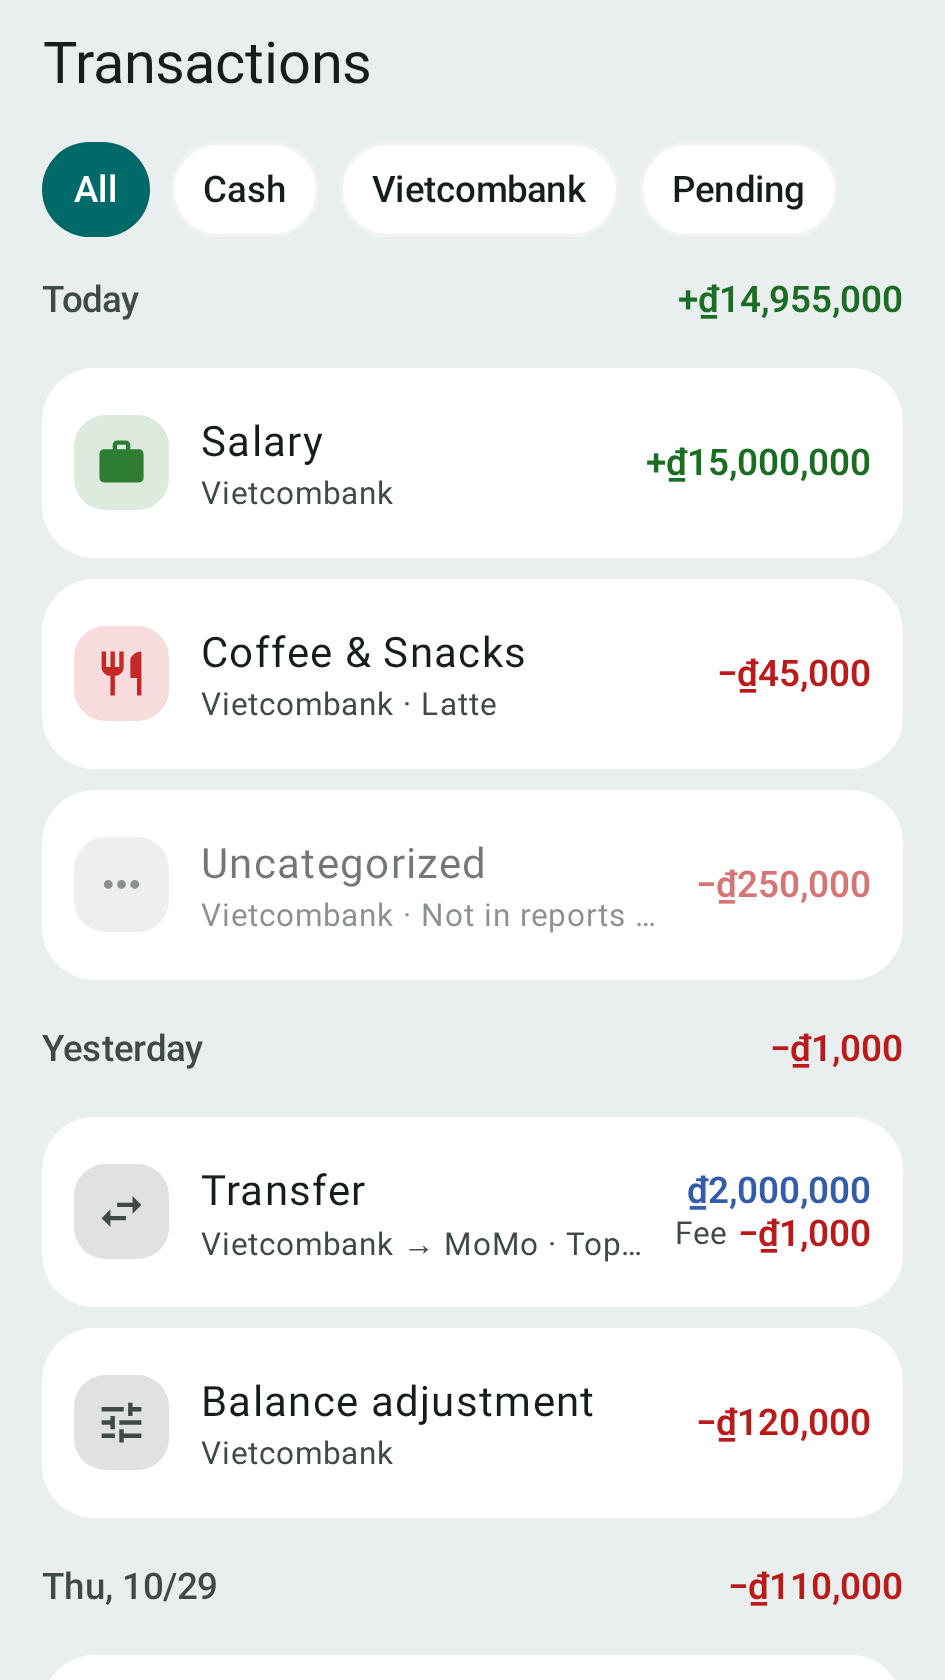 Transactions
All Cash Vietcombank Pending
Today +₫14,955,000
Salary
Vietcombank
+₫15,000,000
Coffee & Snacks
Vietcombank · Latte
−₫45,000
Uncategorized
Vietcombank · Not in reports ...
−₫250,000
Yesterday −₫1,000
Transfer
Vietcombank → MoMo · Top...
₫2,000,000
Fee −₫1,000
Balance adjustment
Vietcombank
−₫120,000
Thu, 10/29 −₫110,000